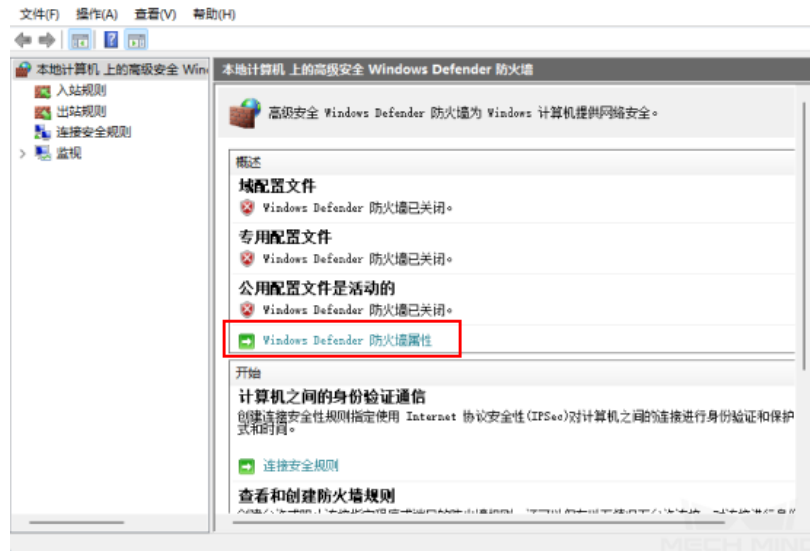 文件(F) 操作(A) 查看(V) 帮助(H)
本地计算机 上的高级安全 Win
本地计算机 上的高级安全 Windows Defender 防火墙
入站规则
出站规则
连接安全规则
监视
高级安全 Windows Defender 防火墙为 Windows 计算机提供网络安全。
概述
域配置文件
Windows Defender 防火墙已关闭。
专用配置文件
Windows Defender 防火墙已关闭。
公用配置文件是活动的
Windows Defender 防火墙已关闭。
Windows Defender 防火墙属性
开始
计算机之间的身份验证通信
创建连接安全性规则指定使用 Internet 协议安全性(IPSec)对计算机之间的连接进行身份验证和保护
式和时间。
连接安全规则
查看和创建防火墙规则
MECH MIND